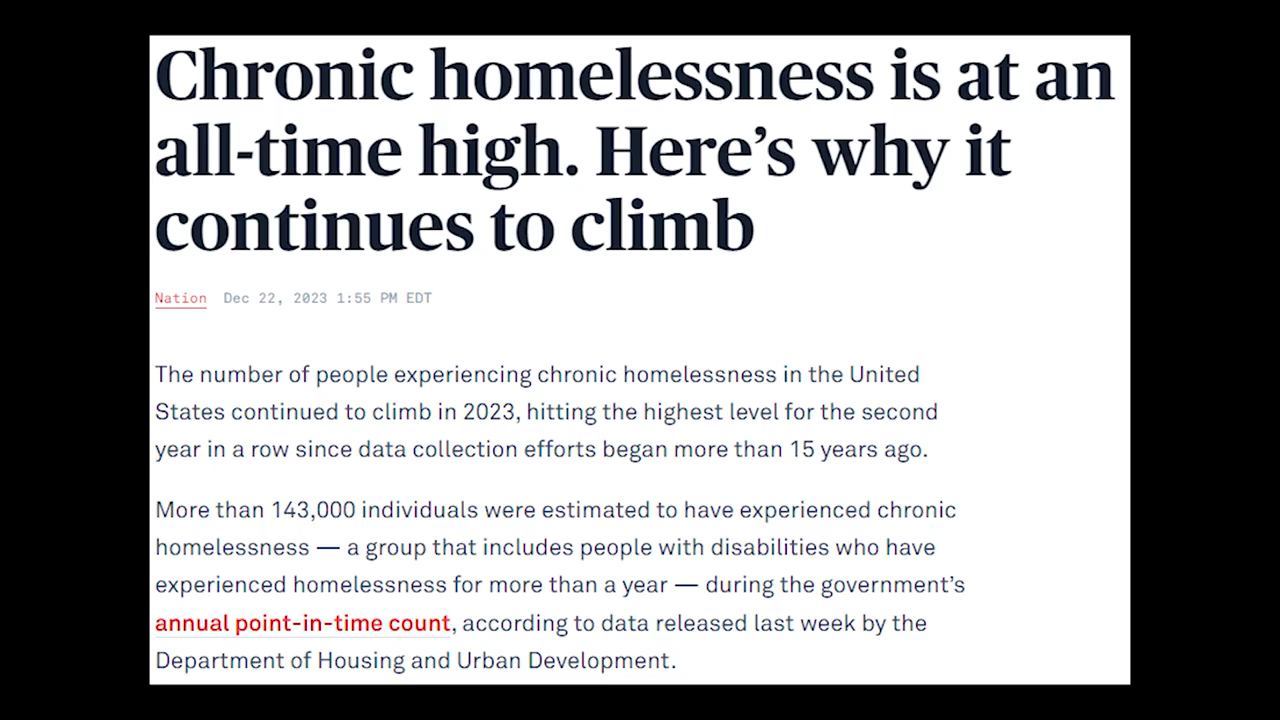 Chronic homelessness is at an
all-time high. Here’s why it
continues to climb
Nation Dec 22, 2023 1:55 PM EDT
The number of people experiencing chronic homelessness in the United
States continued to climb in 2023, hitting the highest level for the second
year in a row since data collection efforts began more than 15 years ago.
More than 143,000 individuals were estimated to have experienced chronic
homelessness — a group that includes people with disabilities who have
experienced homelessness for more than a year — during the government’s
annual point-in-time count, according to data released last week by the
Department of Housing and Urban Development.